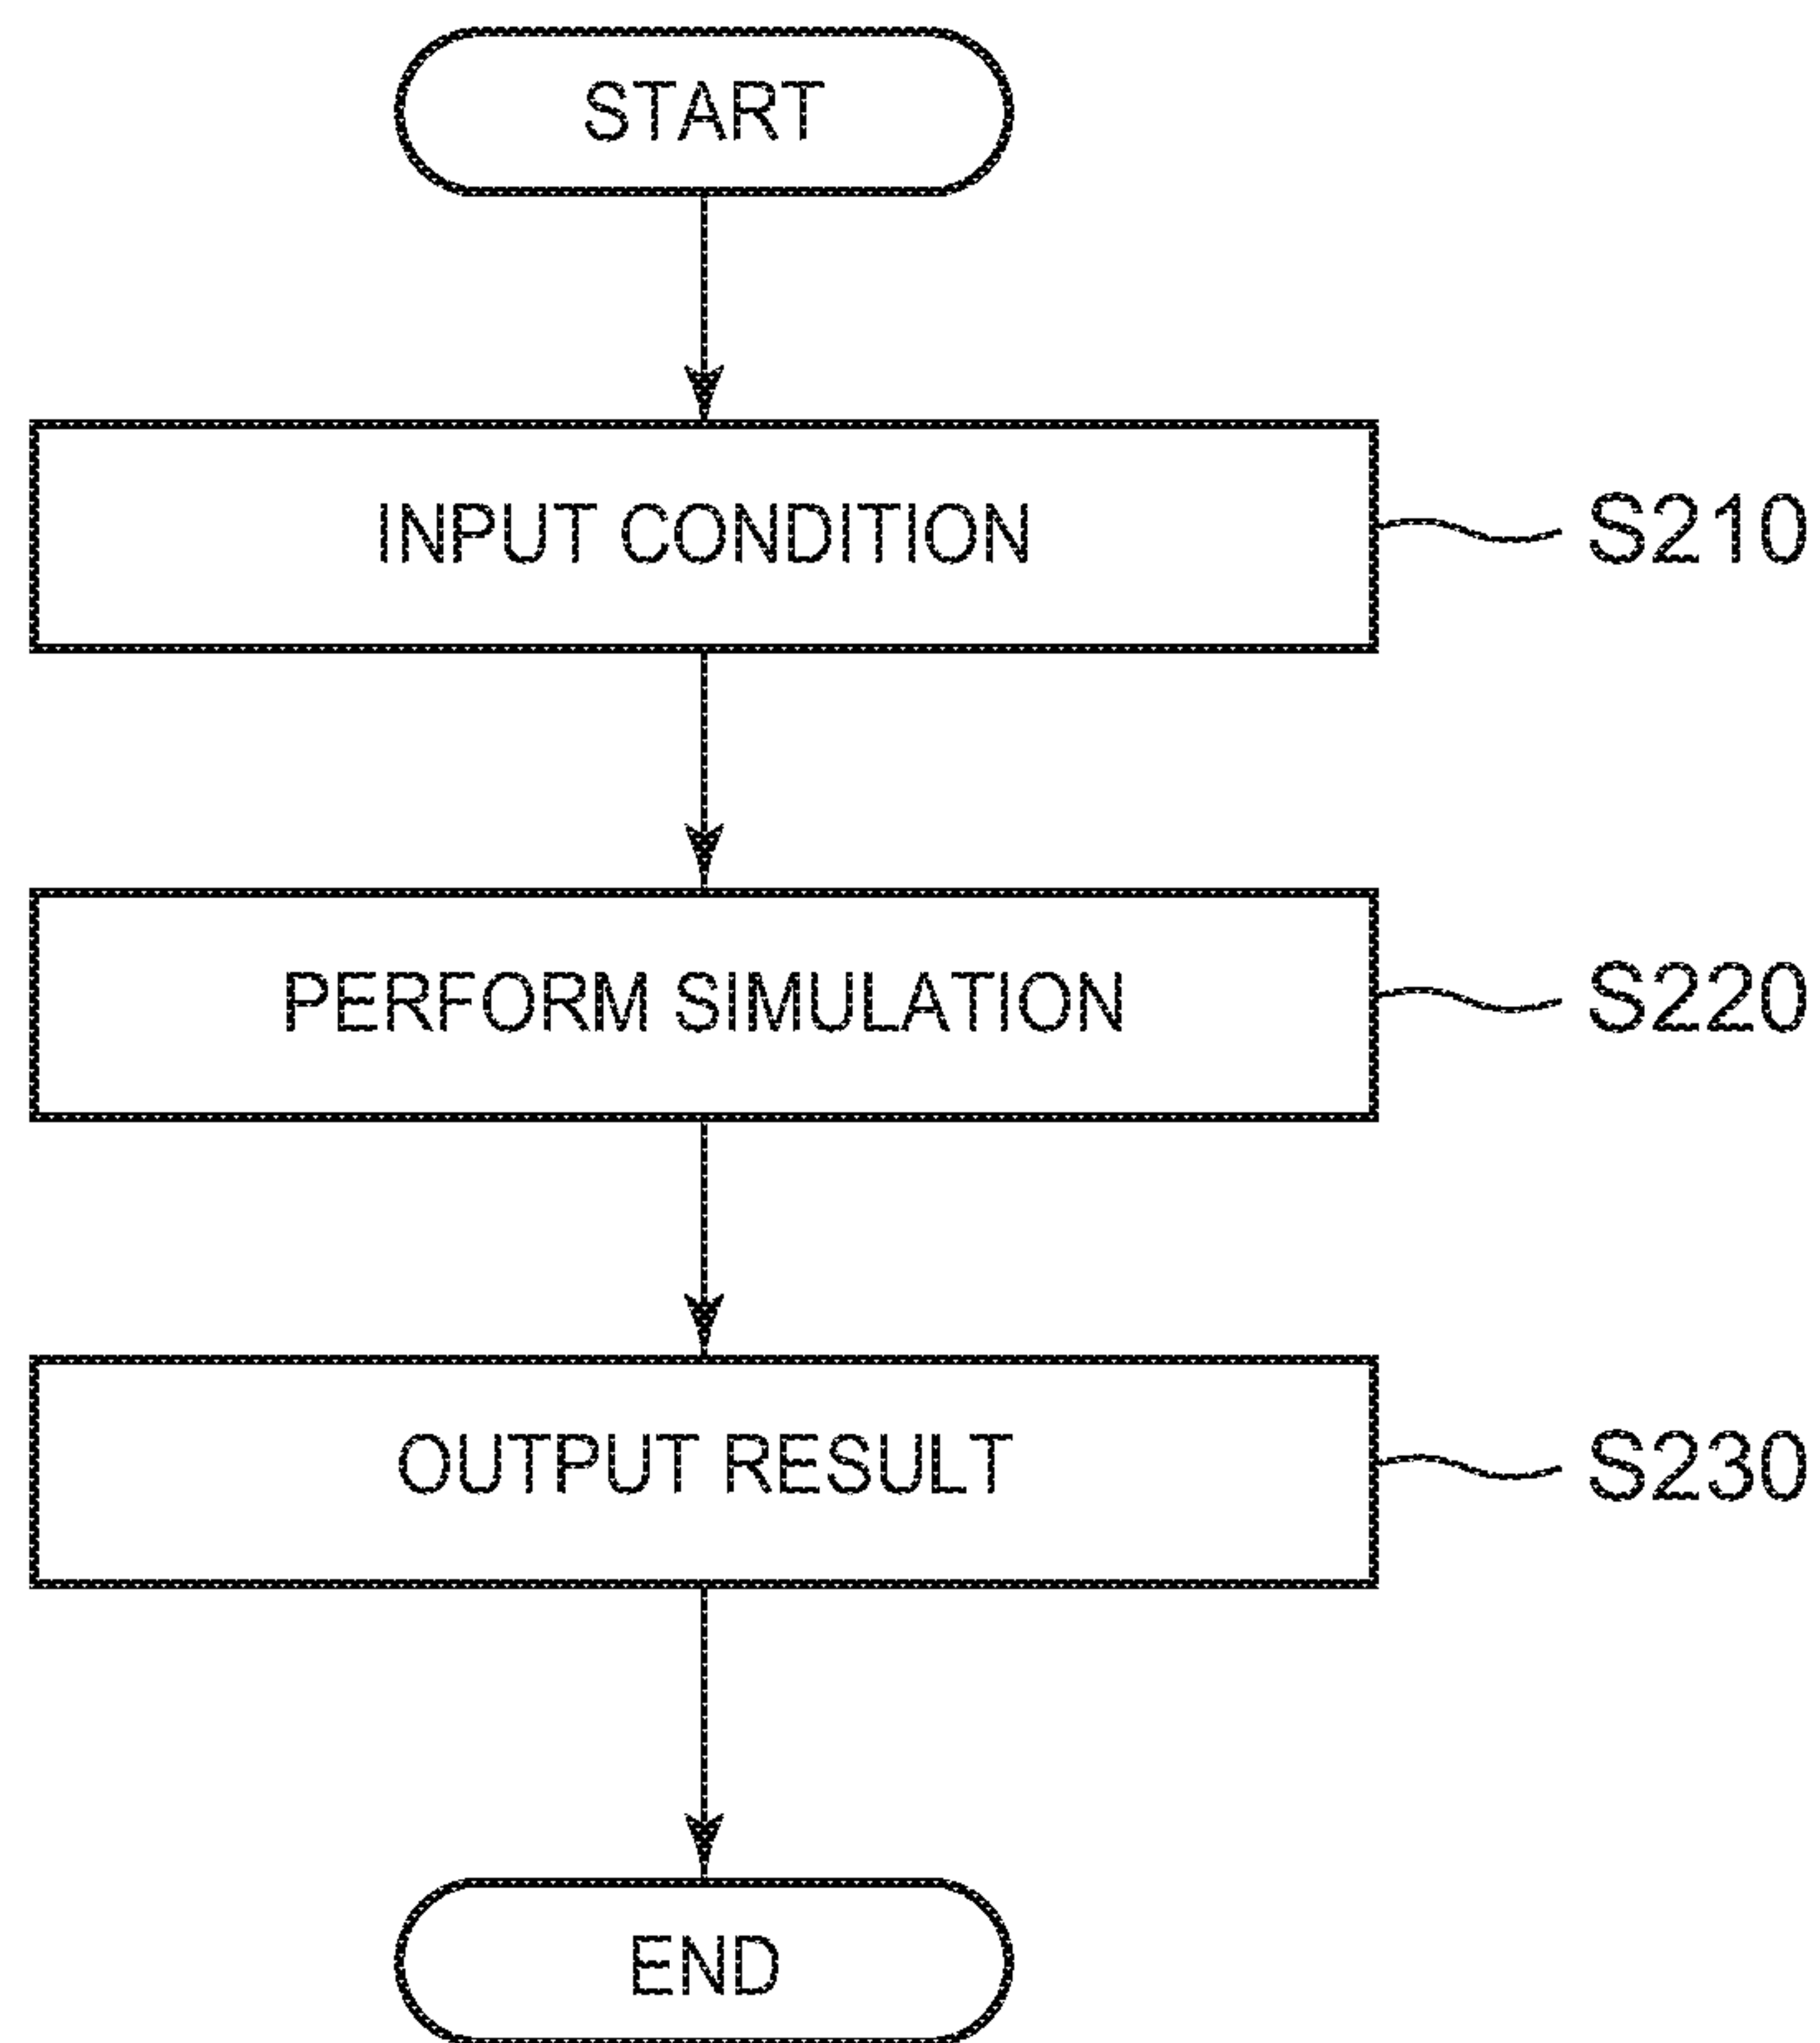 START
INPUT CONDITION
S210
PERFORM SIMULATION
S220
OUTPUT RESULT
S230
END